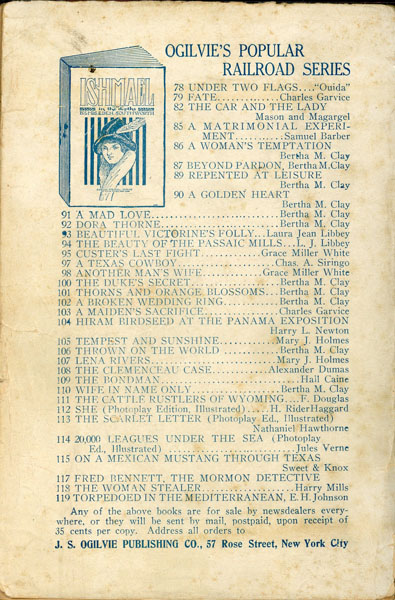 OGILVIE'S POPULAR
RAILROAD SERIES
ISHMAEL
in the depths
BY MRS. E.D.E.N. SOUTHWORTH
78 UNDER TWO FLAGS...."Ouida"
79 FATE.............Charles Garvice
82 THE CAR AND THE LADY
Mason and Magargel
85 A MATRIMONIAL EXPERI-
MENT............Samuel Barber
86 A WOMAN'S TEMPTATION
Bertha M. Clay
87 BEYOND PARDON, Bertha M. Clay
89 REPENTED AT LEISURE
Bertha M. Clay
90 A GOLDEN HEART
Bertha M. Clay
91 A MAD LOVE........................Bertha M. Clay
92 DORA THORNE......................Bertha M. Clay
93 BEAUTIFUL VICTORINE'S FOLLY..Laura Jean Libbey
94 THE BEAUTY OF THE PASSAIC MILLS...L. J. Libbey
95 CUSTER'S LAST FIGHT............Grace Miller White
97 A TEXAS COWBOY..................Chas. A. Siringo
98 ANOTHER MAN'S WIFE...........Grace Miller White
100 THE DUKE'S SECRET...............Bertha M. Clay
101 THORNS AND ORANGE BLOSSOMS..Bertha M. Clay
102 A BROKEN WEDDING RING.........Bertha M. Clay
103 A MAIDEN'S SACRIFICE............Charles Garvice
104 HIRAM BIRDSEED AT THE PANAMA EXPOSITION
Harry L. Newton
105 TEMPEST AND SUNSHINE.........Mary J. Holmes
106 THROWN ON THE WORLD.........Bertha M. Clay
107 LENA RIVERS......................Mary J. Holmes
108 THE CLEMENCEAU CASE.........Alexander Dumas
109 THE BONDMAN.......................Hall Caine
110 WIFE IN NAME ONLY..............Bertha M. Clay
111 THE CATTLE RUSTLERS OF WYOMING....F. Douglas
112 SHE (Photoplay Edition, Illustrated).....H. Rider Haggard
113 THE SCARLET LETTER (Photoplay Ed., Illustrated)
Nathaniel Hawthorne
114 20,000 LEAGUES UNDER THE SEA (Photoplay
Ed., Illustrated) .........................Jules Verne
115 ON A MEXICAN MUSTANG THROUGH TEXAS
Sweet & Knox
117 FRED BENNETT, THE MORMON DETECTIVE
118 THE WOMAN STEALER................Harry Mills
119 TORPEDOED IN THE MEDITERRANEAN, E. H. Johnson
Any of the above books are for sale by newsdealers every-
where, or they will be sent by mail, postpaid, upon receipt of
35 cents per copy. Address all orders to
J. S. OGILVIE PUBLISHING CO., 57 Rose Street, New York City